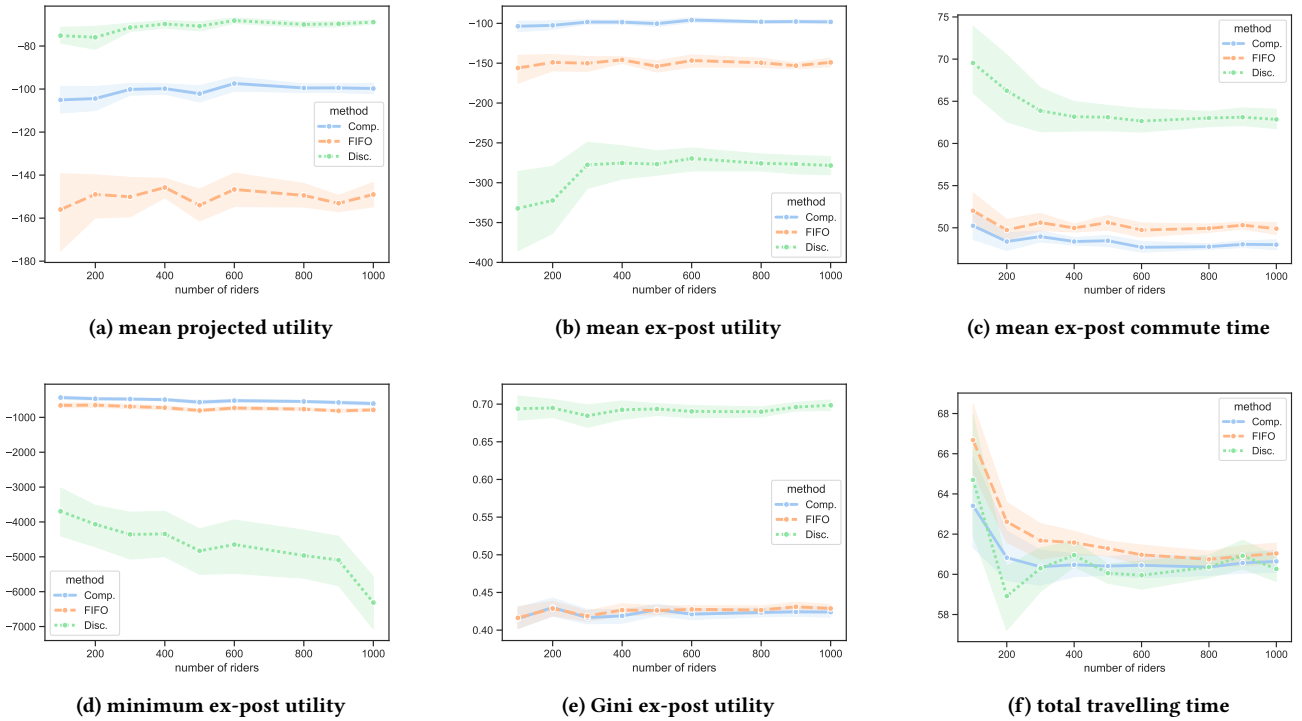 −80
−100
−120
−140
−160
−180
200 400 600 800 1000
number of riders
method
Comp.
FIFO
Disc.
(a) mean projected utility
−100
−150
−200
−250
−300
−350
−400
200 400 600 800 1000
number of riders
method
Comp.
FIFO
Disc.
(b) mean ex-post utility
75
70
65
60
55
50
200 400 600 800 1000
number of riders
method
Comp.
FIFO
Disc.
(c) mean ex-post commute time
−1000
−2000
−3000
−4000
−5000
−6000
−7000
200 400 600 800 1000
number of riders
method
Comp.
FIFO
Disc.
(d) minimum ex-post utility
0.70
0.65
0.60
0.55
0.50
0.45
0.40
200 400 600 800 1000
number of riders
method
Comp.
FIFO
Disc.
(e) Gini ex-post utility
68
66
64
62
60
58
200 400 600 800 1000
number of riders
method
Comp.
FIFO
Disc.
(f) total travelling time